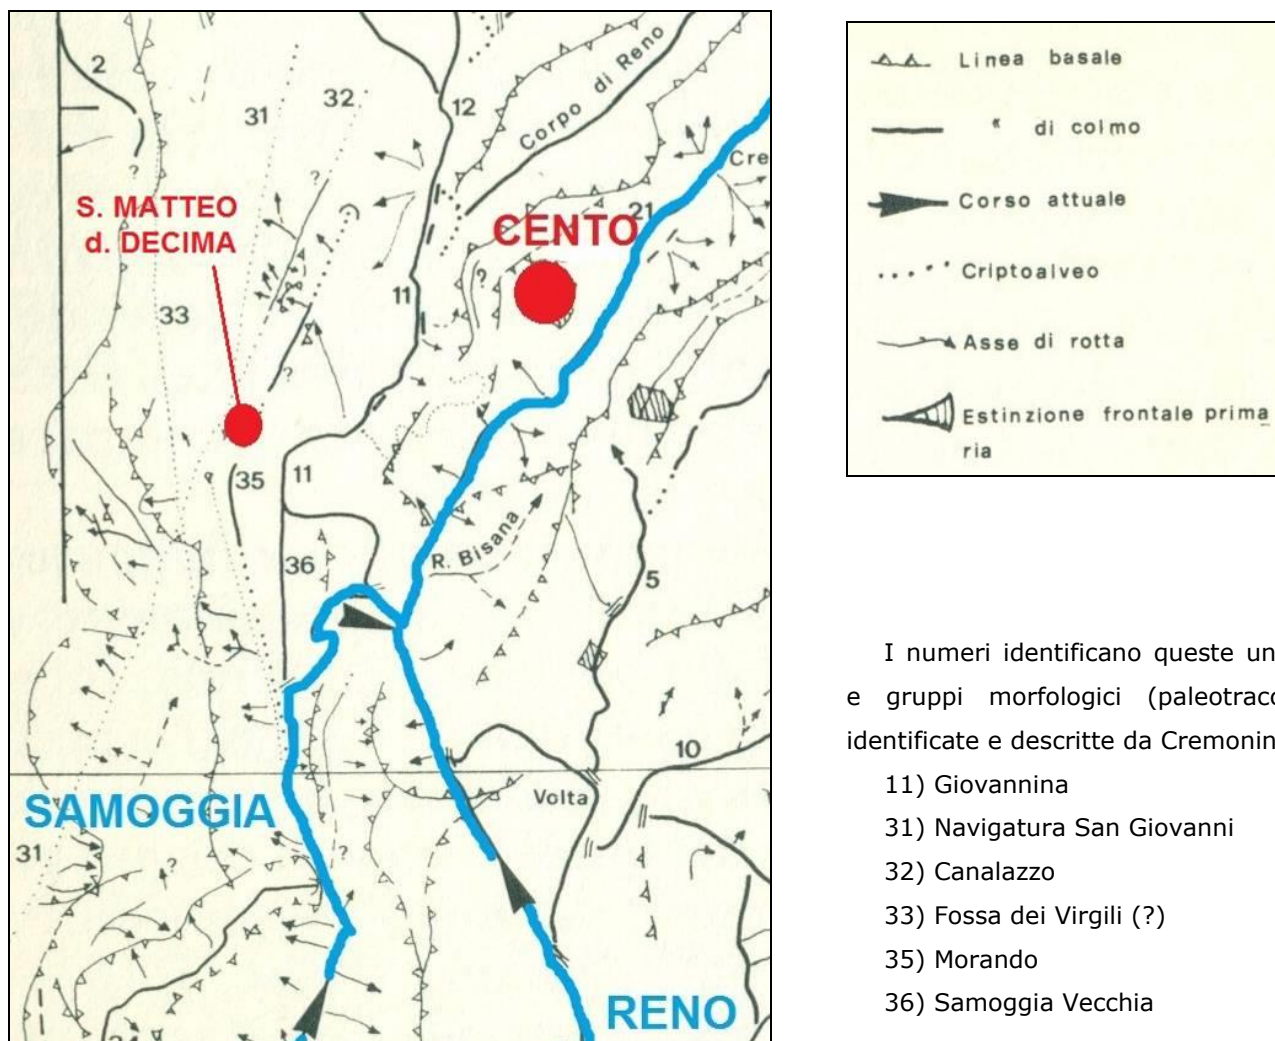 2
31
32
12
Corpo di Reno
Cre
S. MATTEO
d. DECIMA
CENTO
21
?
?
33
11
?
?
35
11
36
R. Bisana
5
10
Volta
SAMOGGIA
31
?
?
RENO
Linea basale
" di colmo
Corso attuale
Criptoalveo
Asse di rotta
Estinzione frontale prima
ria
I numeri identificano queste un
e gruppi morfologici (paleotracc
identificate e descritte da Cremonin
11) Giovannina
31) Navigatura San Giovanni
32) Canalazzo
33) Fossa dei Virgili (?)
35) Morando
36) Samoggia Vecchia